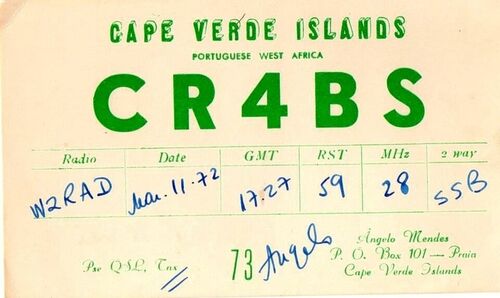 CAPE VERDE ISLANDS
PORTUGUESE WEST AFRICA
CR4BS
Radio Date GMT RST MHz 2 way
W2RAD Mar. 11-72 17.27 59 28 SSB
Pse QSL, Tnx 73 Angelo
Ângelo Mendes
P. O. Box 101 — Praia
Cape Verde Islands